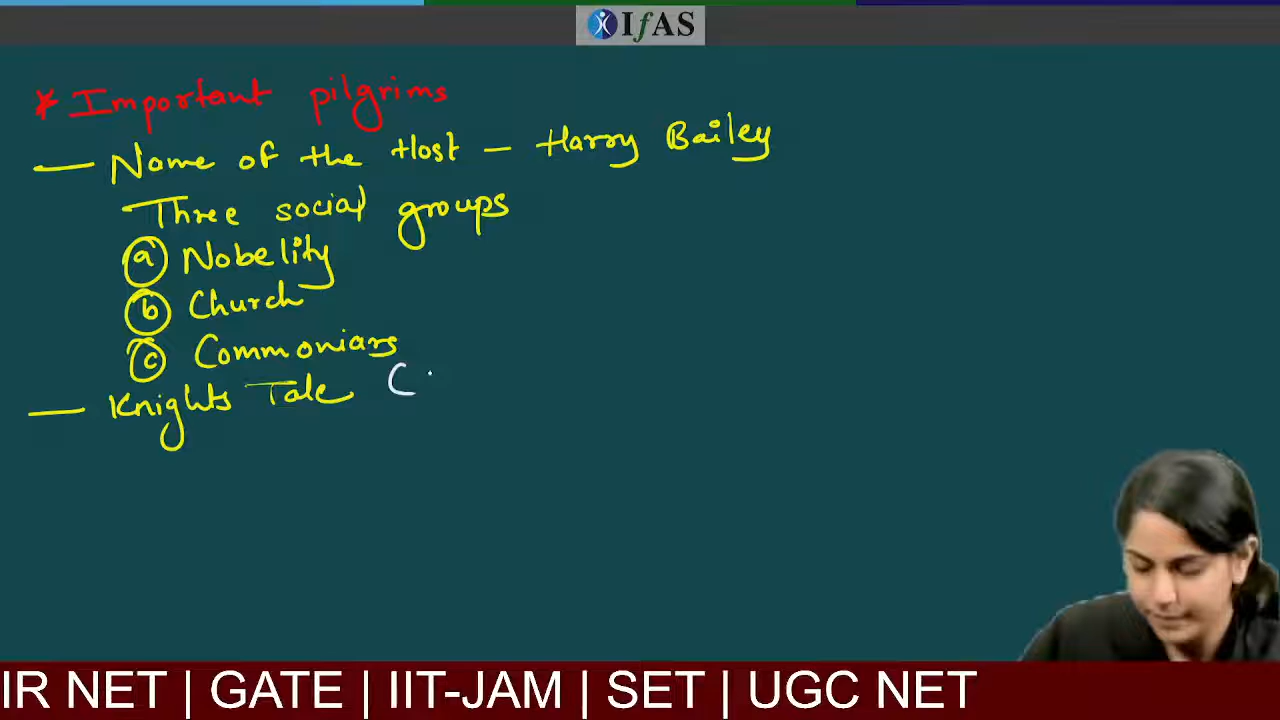 IfAS
* Important pilgrims
— Name of the Host – Harry Bailey
Three social groups
(a) Nobelity
(b) Church
(c) Commoniars
— Knights Tale (
IR NET | GATE | IIT-JAM | SET | UGC NET